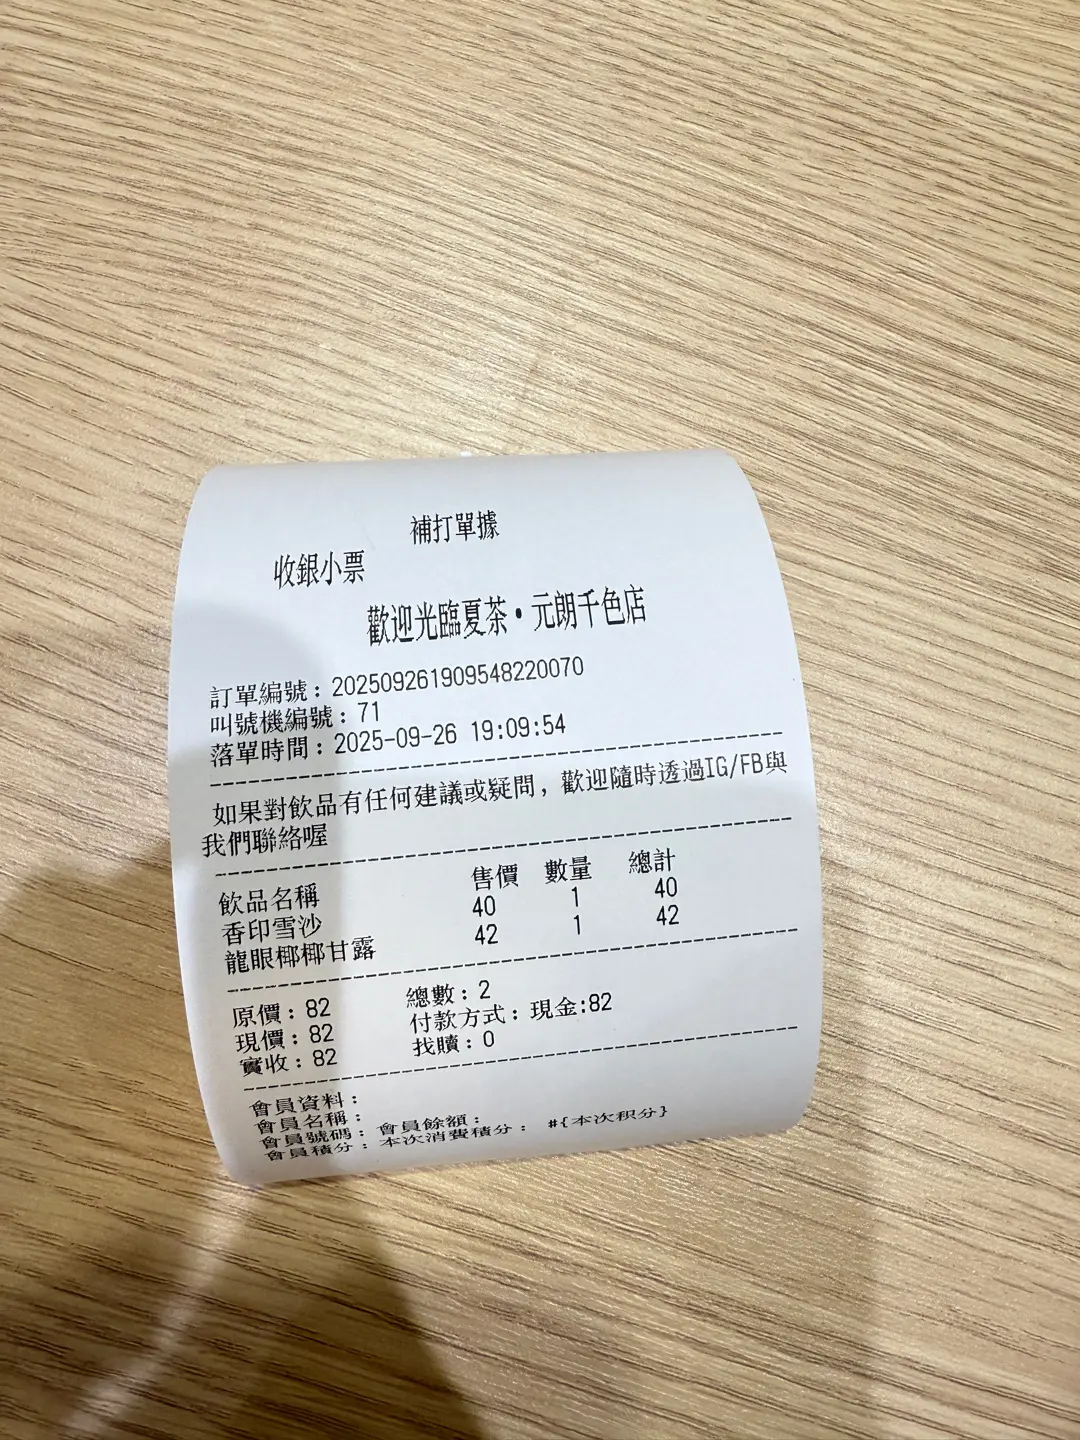 補打單據
收銀小票
歡迎光臨夏茶·元朗千色店
訂單編號：202509261909548220070
叫號機編號：71
落單時間：2025-09-26 19:09:54
如果對飲品有任何建議或疑問，歡迎隨時透過IG/FB與
我們聯絡喔
飲品名稱 售價 數量 總計
香印雪沙 40 1 40
龍眼椰椰甘露 42 1 42
原價：82 總數：2
現價：82 付款方式：現金:82
實收：82 找贖：0
會員資料：
會員名稱：
會員號碼：會員餘額：
會員積分：本次消費積分： #{本次积分}